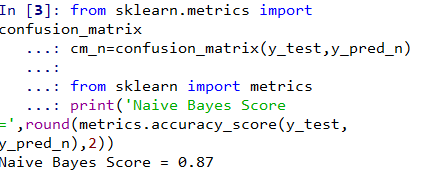 In [3]: from sklearn.metrics import
confusion_matrix
...: cm_n=confusion_matrix(y_test,y_pred_n)
...:
...: from sklearn import metrics
...: print('Naive Bayes Score
=',round(metrics.accuracy_score(y_test,
y_pred_n),2))
Naive Bayes Score = 0.87